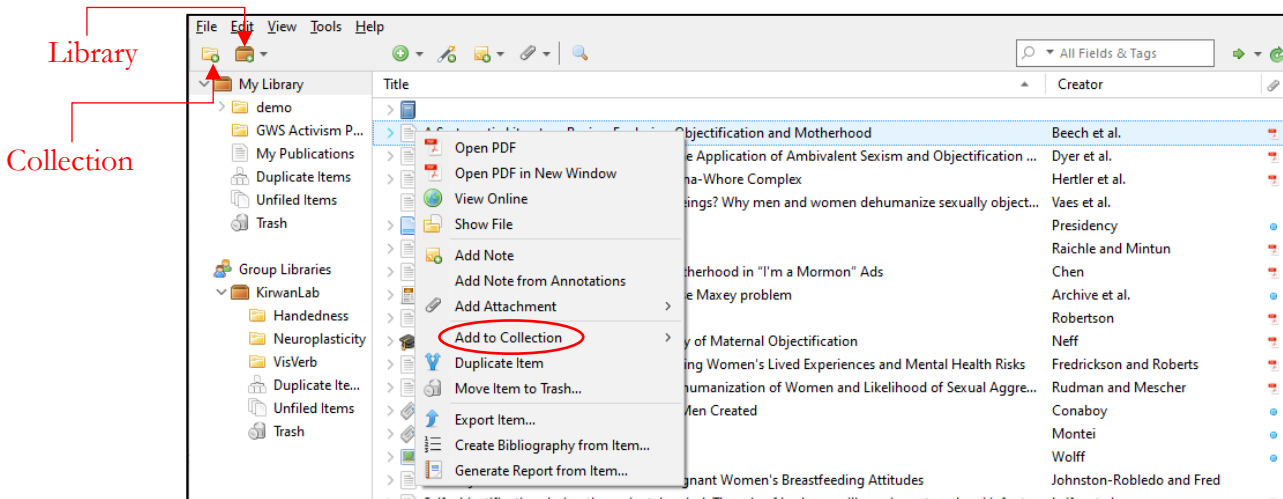 File Edit View Tools Help
Library
All Fields & Tags
My Library
Title
Creator
demo
GWS Activism P...
Objectification and Motherhood
Beech et al.
Collection
My Publications
Open PDF
e Application of Ambivalent Sexism and Objectification ...
Dyer et al.
Duplicate Items
Open PDF in New Window
na-Whore Complex
Hertler et al.
Unfiled Items
View Online
eings? Why men and women dehumanize sexually object...
Vaes et al.
Trash
Show File
Presidency
Add Note
Raichle and Mintun
Group Libraries
Add Note from Annotations
therhood in "I'm a Mormon" Ads
Chen
KirwanLab
Add Attachment
e Maxey problem
Archive et al.
Handedness
Robertson
Neuroplasticity
Add to Collection
y of Maternal Objectification
Neff
VisVerb
Duplicate Item
ing Women's Lived Experiences and Mental Health Risks
Fredrickson and Roberts
Duplicate Ite...
Move Item to Trash...
humanization of Women and Likelihood of Sexual Aggre...
Rudman and Mescher
Unfiled Items
Export Item...
Men Created
Conaboy
Trash
Montei
Create Bibliography from Item...
Wolff
Generate Report from Item...
gnant Women's Breastfeeding Attitudes
Johnston-Robledo and Fred